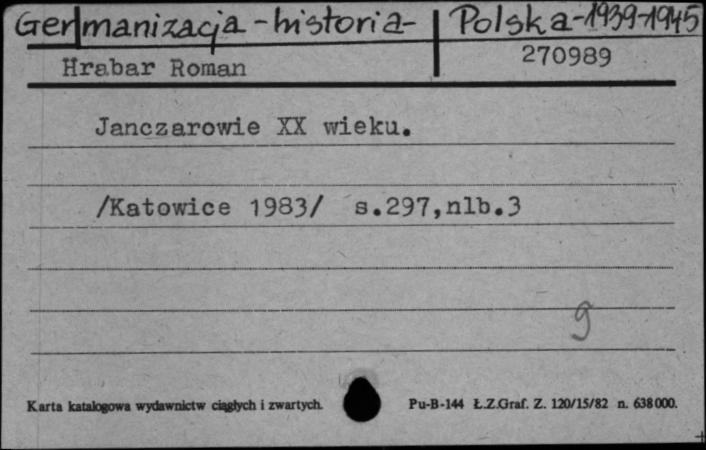 Germanizacja - historia - Polska - 1939-1945
Hrabar Roman 270989
Janczarowie XX wieku.
/Katowice 1983/ s.297,nlb.3
g
Karta katalogowa wydawnictw ciągłych i zwartych. Pu-B-144 Ł.Z.Graf. Z. 120/15/82 n. 638000.